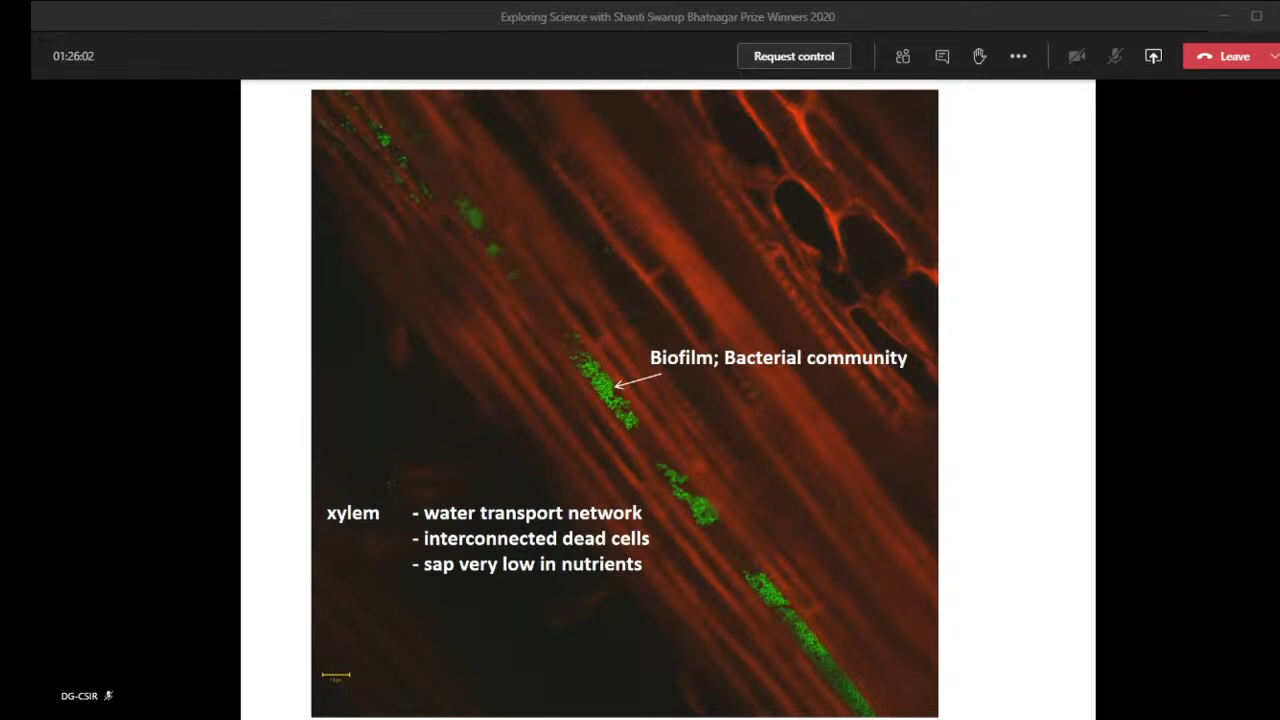 Exploring Science with Shanti Swarup Bhatnagar Prize Winners 2020
01:26:02
Request control
Leave
Biofilm; Bacterial community
xylem - water transport network
- interconnected dead cells
- sap very low in nutrients
DG-CSIR